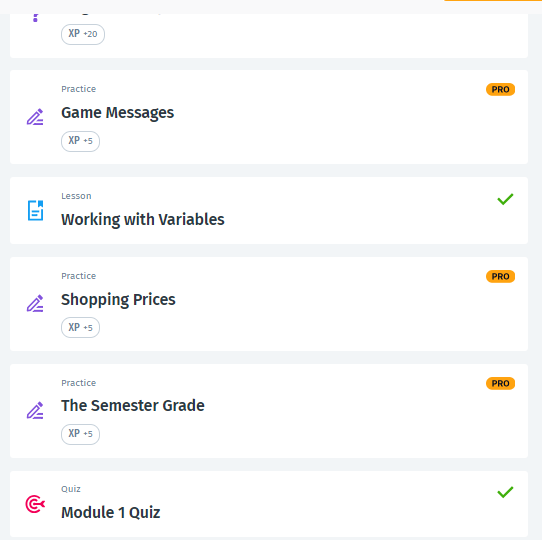 XP +20
Practice
PRO
Game Messages
XP +5
Lesson
Working with Variables
Practice
PRO
Shopping Prices
XP +5
Practice
PRO
The Semester Grade
XP +5
Quiz
Module 1 Quiz